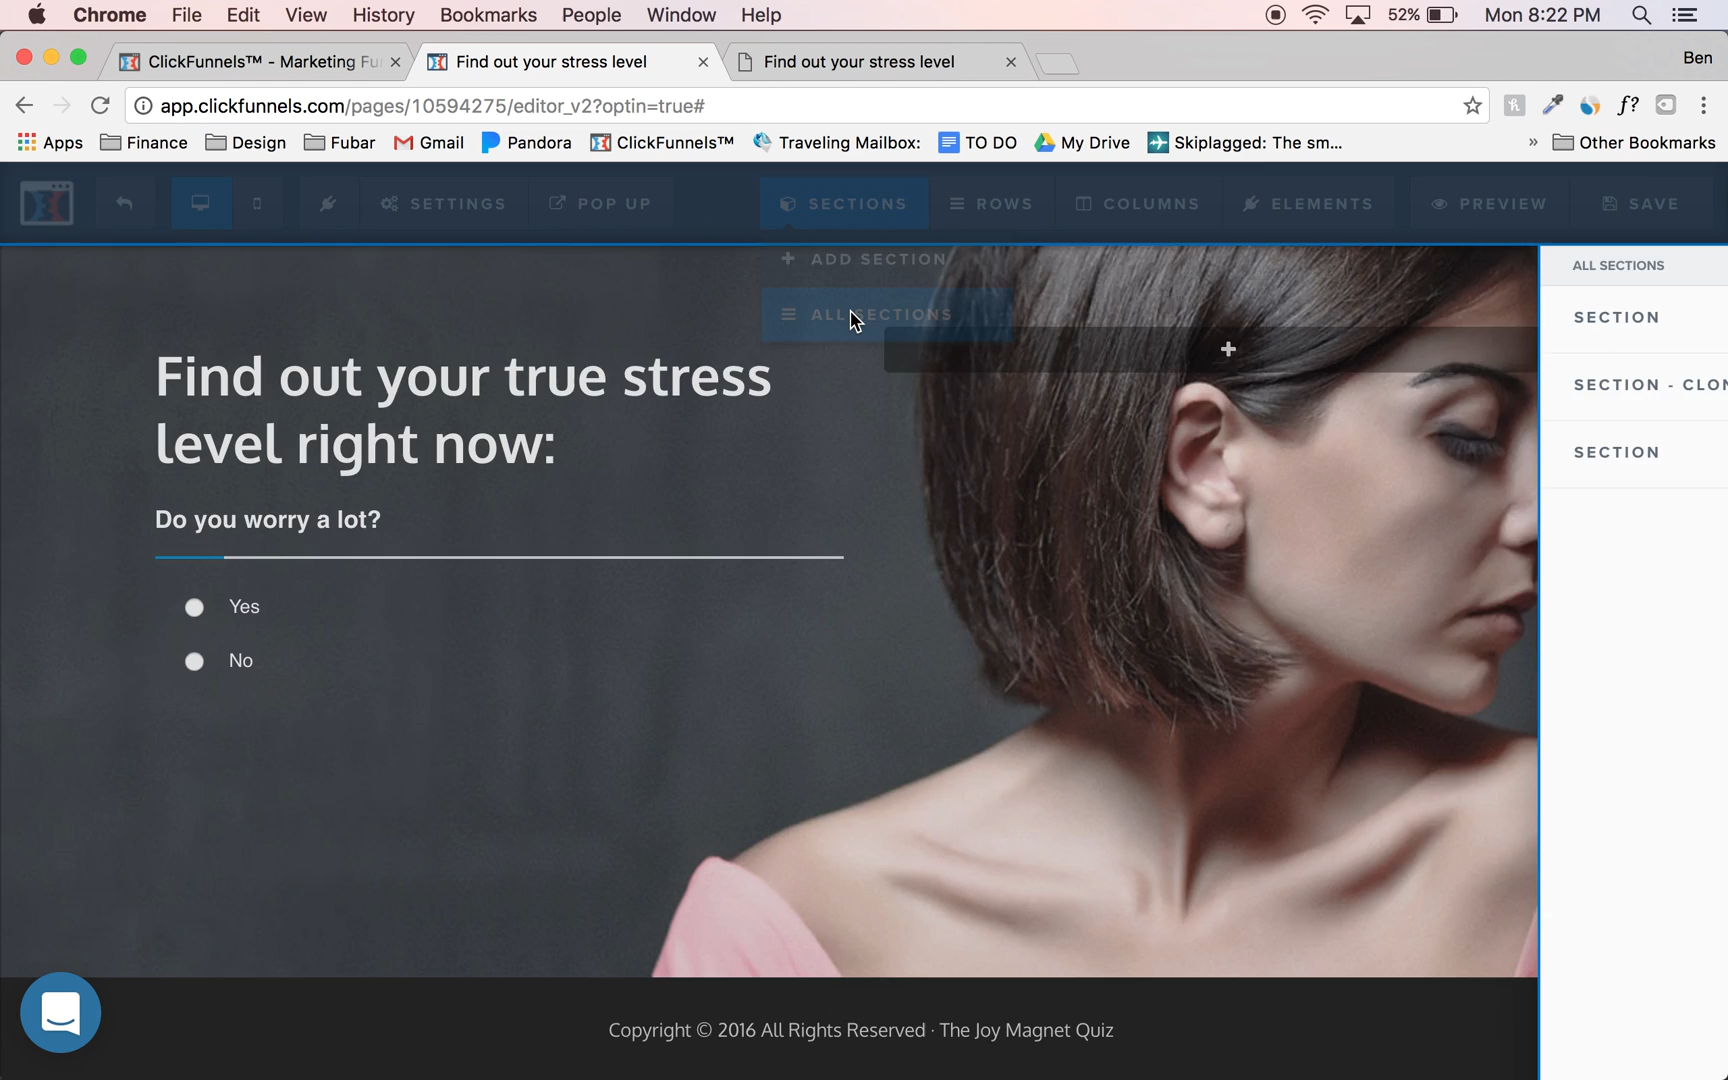 Chrome File Edit View History Bookmarks People Window Help 52% Mon 8:22 PM
ClickFunnels™ - Marketing Fu
Find out your stress level
Find out your stress level
Ben
app.clickfunnels.com/pages/10594275/editor_v2?optin=true#
f?
Apps Finance Design Fubar Gmail Pandora ClickFunnels™ Traveling Mailbox: TO DO My Drive Skiplagged: The sm... » Other Bookmarks
SETTINGS POP UP SECTIONS ROWS COLUMNS ELEMENTS PREVIEW SAVE
ADD SECTION
ALL SECTIONS
ALL SECTIONS
SECTION
SECTION - CLON
SECTION
Find out your true stress
level right now:
Do you worry a lot?
Yes
No
Copyright © 2016 All Rights Reserved · The Joy Magnet Quiz